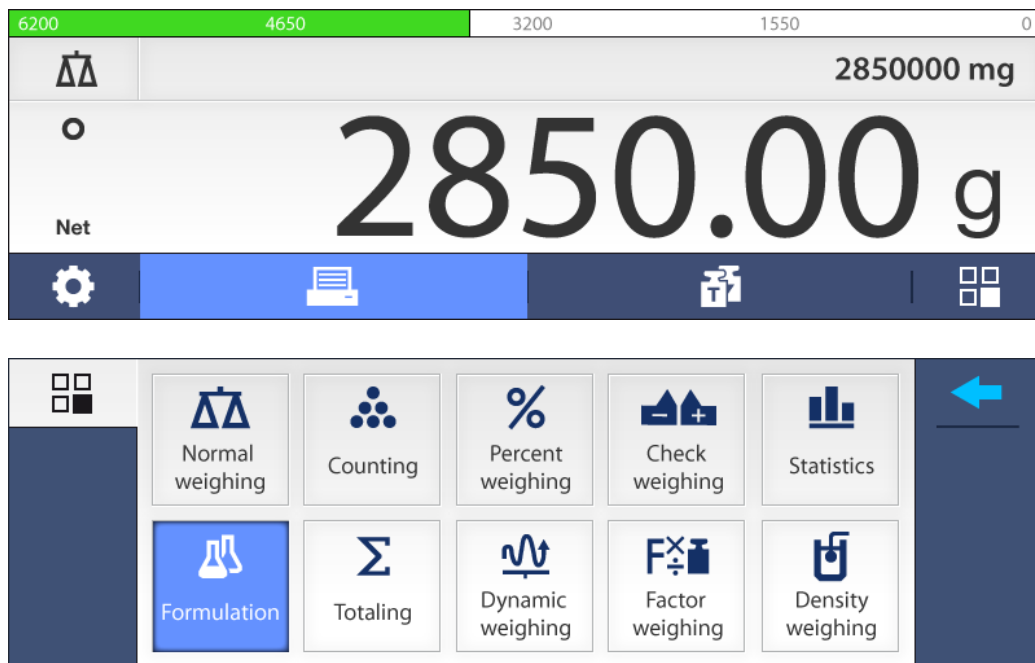 6200 4650 3200 1550 0
2850000 mg
2850.00 g
Net
T
Normal weighing
Counting
% Percent weighing
Check weighing
Statistics
Formulation
Σ Totaling
Dynamic weighing
F×÷ Factor weighing
Density weighing